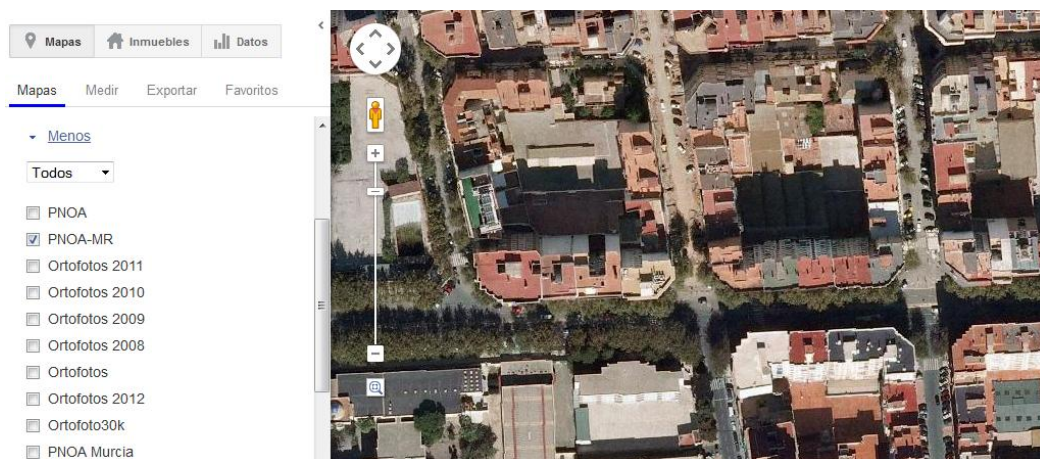 Mapas Inmuebles Datos
Mapas Medir Exportar Favoritos
Menos
Todos
PNOA
PNOA-MR
Ortofotos 2011
Ortofotos 2010
Ortofotos 2009
Ortofotos 2008
Ortofotos
Ortofotos 2012
Ortofoto30k
PNOA Murcia